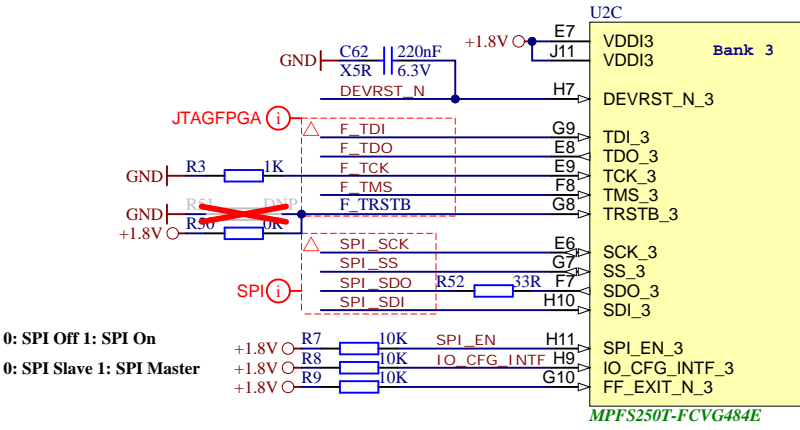 U2C
E7
+1.8V
VDDI3
Bank 3
C62 220nF
J11
VDDI3
GND
X5R 6.3V
DEVRST_N
H7
DEVRST_N_3
JTAGFPGA i
F_TDI
G9
TDI_3
F_TDO
E8
TDO_3
GND
R3
1K
F_TCK
E9
TCK_3
F_TMS
F8
TMS_3
GND
R51
DNP
F_TRSTB
G8
TRSTB_3
+1.8V
R50
0R
SPI_SCK
E6
SCK_3
SPI_SS
G7
SS_3
SPI i
SPI_SDO
R52
33R
F7
SDO_3
SPI_SDI
H10
SDI_3
0: SPI Off 1: SPI On
+1.8V
R7
10K
SPI_EN
H11
SPI_EN_3
0: SPI Slave 1: SPI Master
+1.8V
R8
10K
IO_CFG_INTF
H9
IO_CFG_INTF_3
+1.8V
R9
10K
G10
FF_EXIT_N_3
MPFS250T-FCVG484E